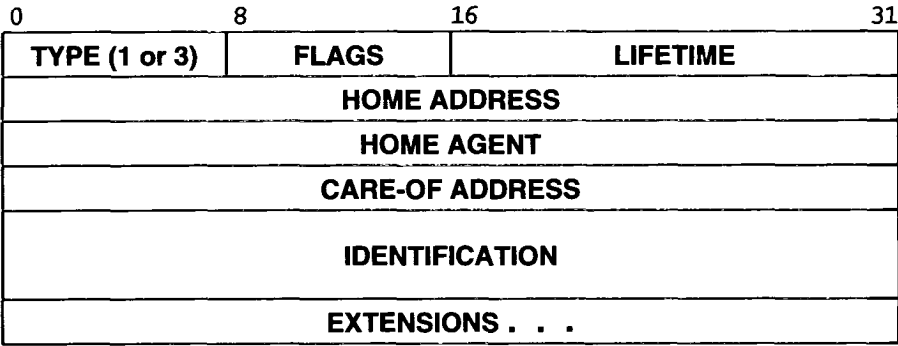 0 8 16 31
TYPE (1 or 3) FLAGS LIFETIME
HOME ADDRESS
HOME AGENT
CARE-OF ADDRESS
IDENTIFICATION
EXTENSIONS . . .